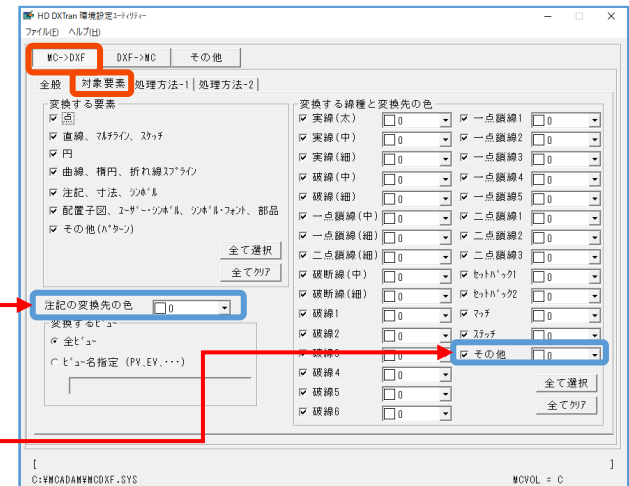 HD DXTran 環境設定ﾕｰﾃｨﾘﾃｨｰ
ﾌｧｲﾙ(F) ヘルプ(H)
MC->DXF DXF->MC その他
全般 対象要素 処理方法-1 処理方法-2
変換する要素
点
直線、ﾏﾙﾁﾗｲﾝ、ｽｹｯﾁ
円
曲線、楕円、折れ線ｽﾌﾟﾗｲﾝ
注記、寸法、ｼﾝﾎﾞﾙ
配置子図、ﾕｰｻﾞｰ･ｼﾝﾎﾞﾙ、ｼﾝﾎﾞﾙ･ﾌｫﾝﾄ、部品
その他(ﾊﾟﾀｰﾝ)
全て選択
全てｸﾘｱ
注記の変換先の色 0
変換するﾋﾞｭｰ
全ﾋﾞｭｰ
ﾋﾞｭｰ名指定 (PV,EV,･･･)
変換する線種と変換先の色
実線(太) 0
実線(中) 0
実線(細) 0
破線(中) 0
破線(細) 0
一点鎖線(中) 0
一点鎖線(細) 0
二点鎖線(細) 0
破断線(中) 0
破断線(細) 0
破線1 0
破線2 0
破線3
破線4 0
破線5 0
破線6 0
一点鎖線1 0
一点鎖線2 0
一点鎖線3 0
一点鎖線4 0
一点鎖線5 0
二点鎖線1 0
二点鎖線2 0
二点鎖線3 0
ｾｯﾄﾊﾞｯｸ1 0
ｾｯﾄﾊﾞｯｸ2 0
ﾏｯﾁ 0
ｽﾃｯﾁ 0
その他 0
全て選択
全てｸﾘｱ
[ ]
C:¥MCADAM¥MCDXF.SYS MCVOL = C